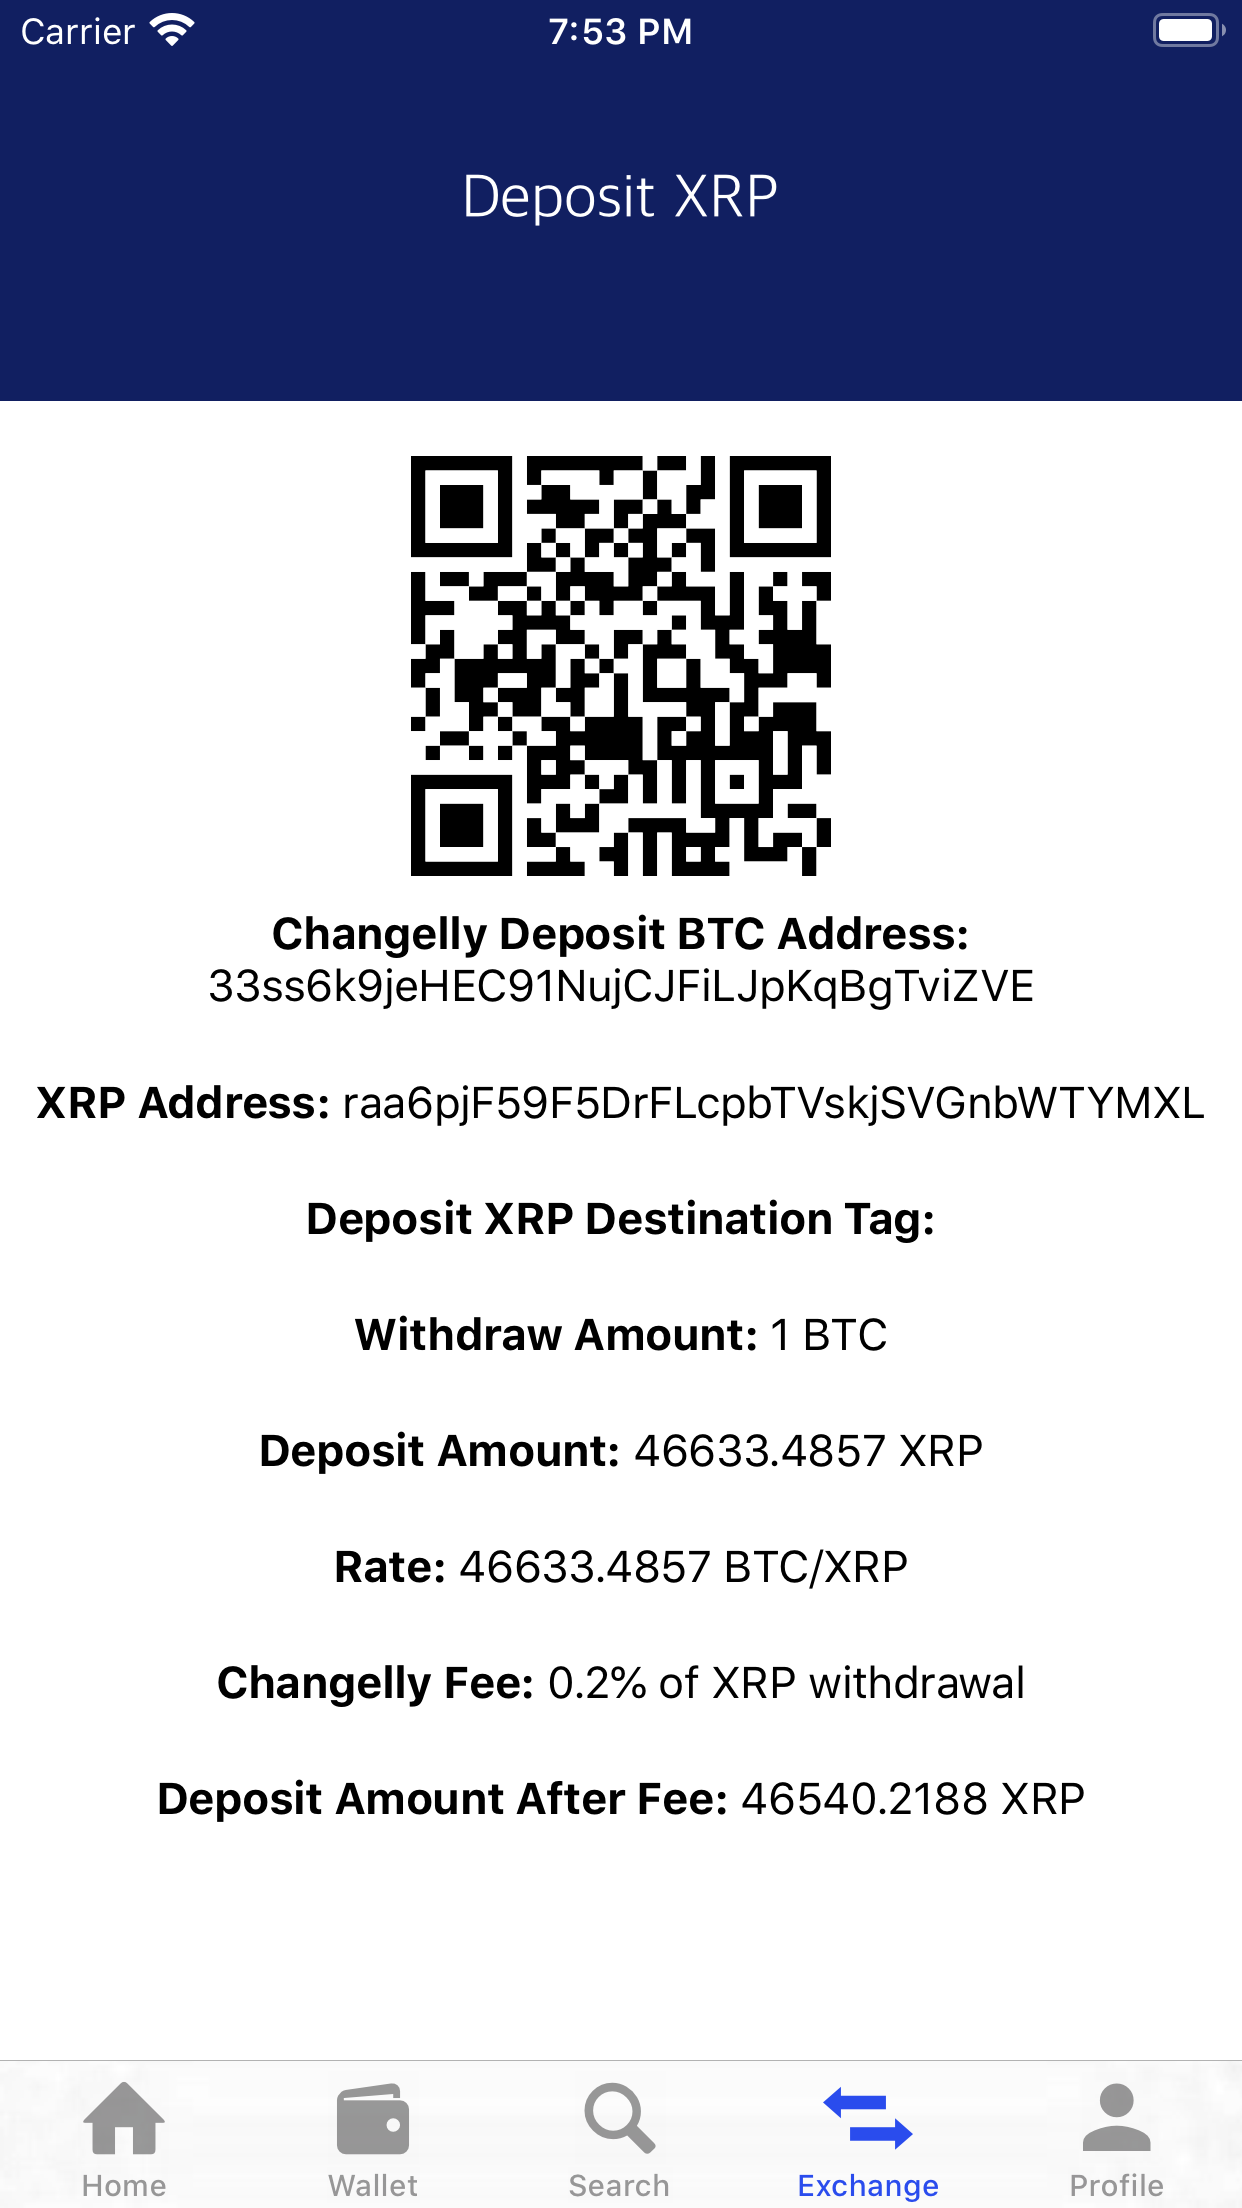 Carrier 7:53 PM
Deposit XRP
Changelly Deposit BTC Address:
33ss6k9jeHEC91NujCJFiLJpKqBgTviZVE
XRP Address: raa6pjF59F5DrFLcpbTVskjSVGnbWTYMXL
Deposit XRP Destination Tag:
Withdraw Amount: 1 BTC
Deposit Amount: 46633.4857 XRP
Rate: 46633.4857 BTC/XRP
Changelly Fee: 0.2% of XRP withdrawal
Deposit Amount After Fee: 46540.2188 XRP
Home Wallet Search Exchange Profile